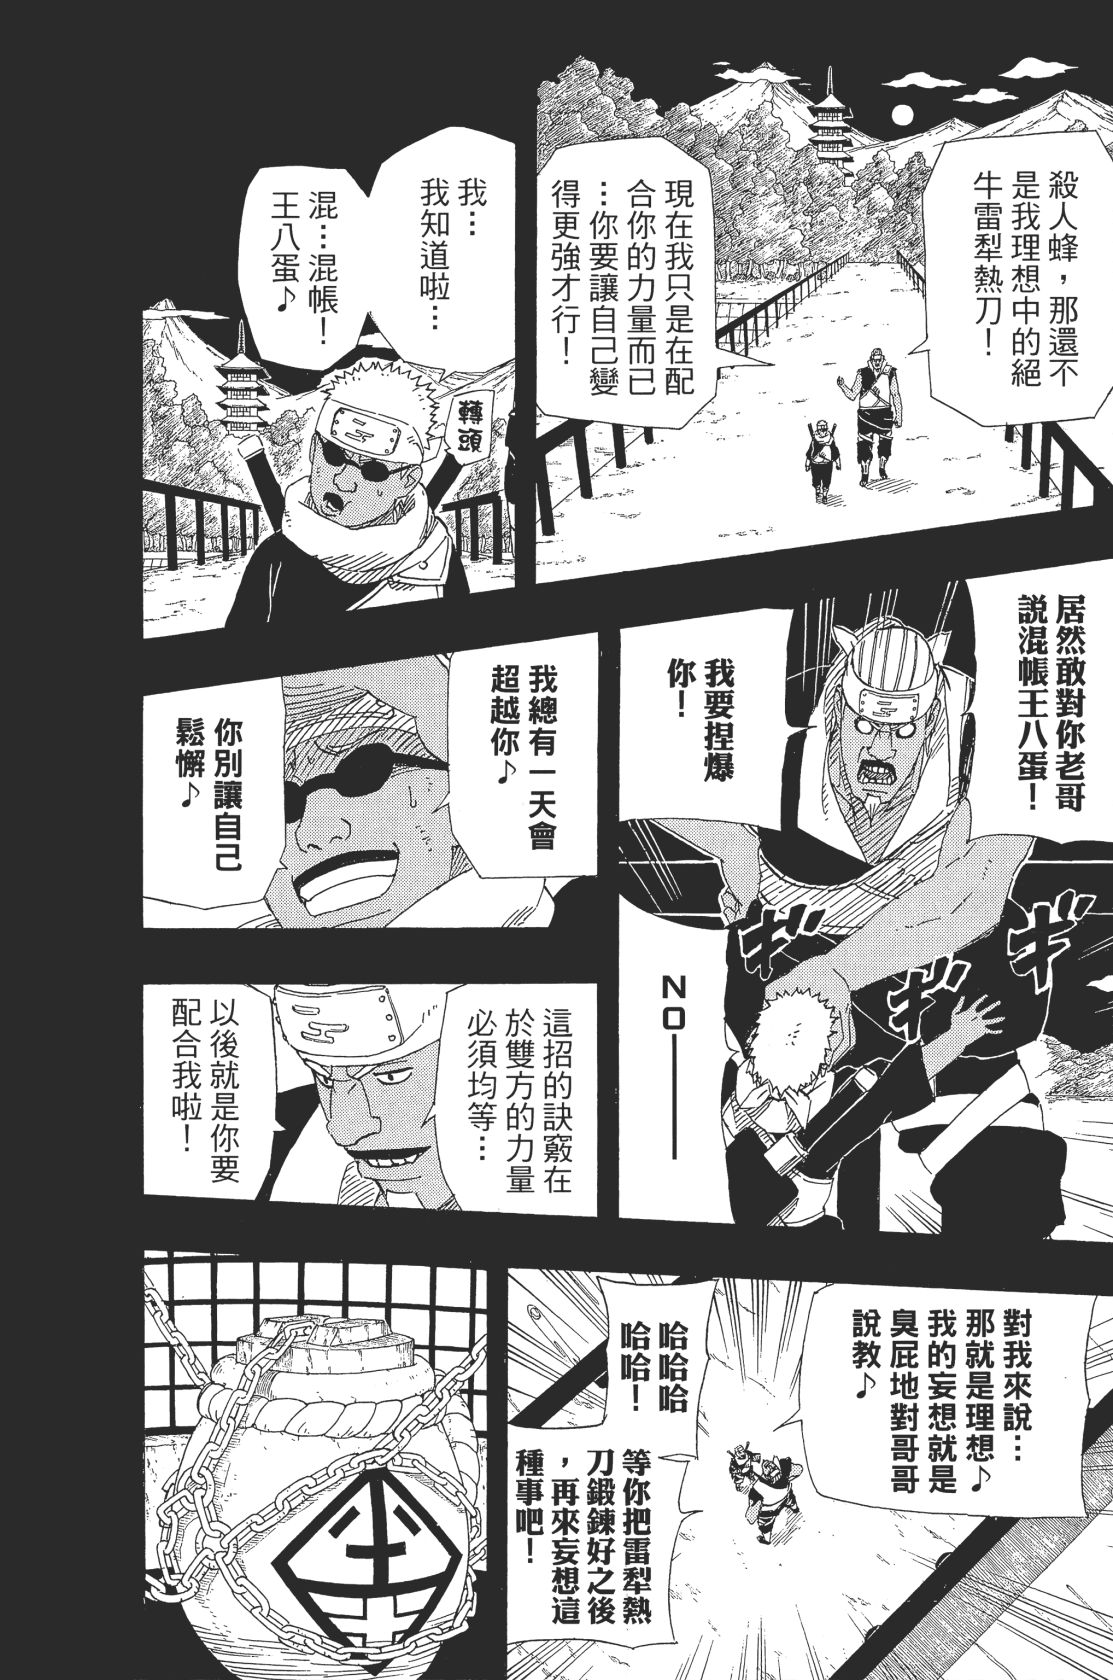 殺人蜂，那還不
是我理想中的絕
牛雷犁熱刀！
現在我只是在配
合你的力量而已
…你要讓自己變
得更強才行！
我…
我知道啦…
混…混帳！
王八蛋♪
轉頭
居然敢對你老哥
說混帳王八蛋！
我要捏爆
你！
ギ
ギ
ギ
NO——
我總有一天會
超越你♪
你別讓自己
鬆懈♪
這招的訣竅在
於雙方的力量
必須均等…
以後就是你要
配合我啦！
對我來說…
那就是理想♪
我的妄想就是
臭屁地對哥哥
說教♪
哈哈哈
哈哈！
等你把雷犁熱
刀鍛鍊好之後
，再來妄想這
種事吧！